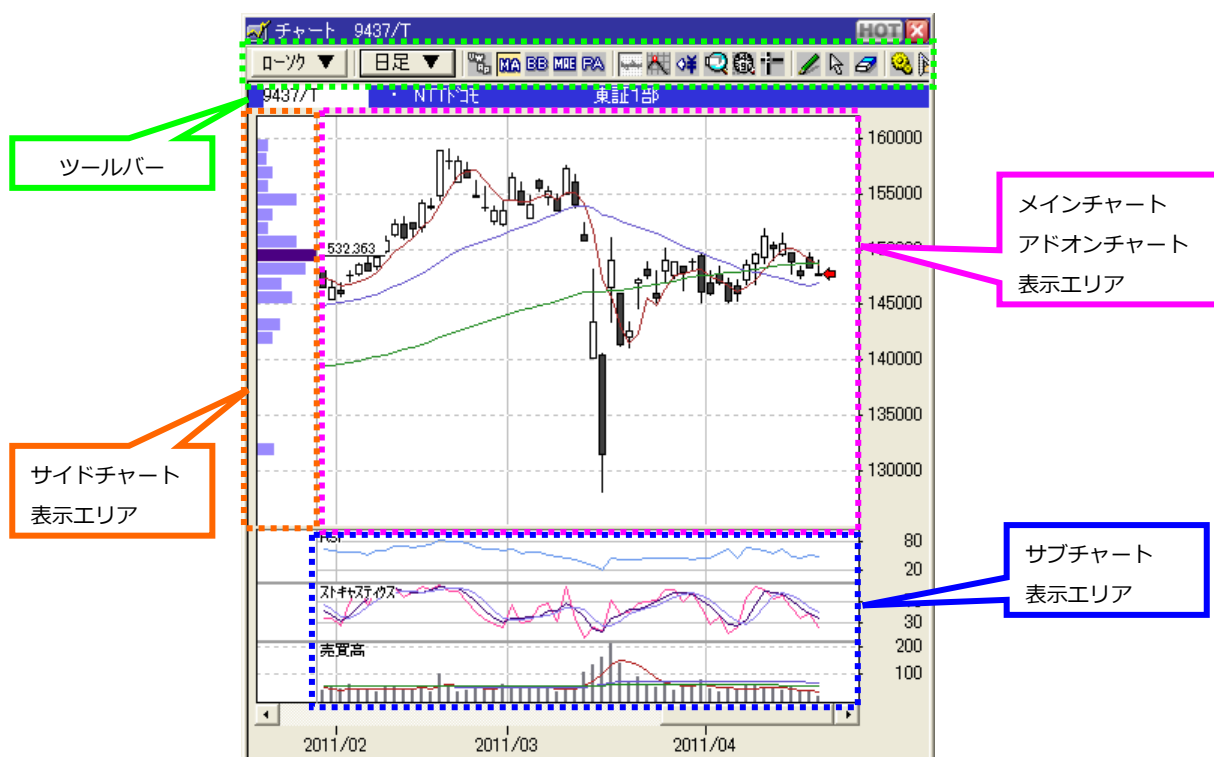 チャート 9437/T
HOT
ローソク ▼
日足 ▼
MA BB MAE PA
9437/T ・ NTTドコモ 東証1部
ツールバー
メインチャート
アドオンチャート
表示エリア
サイドチャート
表示エリア
サブチャート
表示エリア
532.363
160000
155000
150000
145000
140000
135000
130000
RSI
80
20
ストキャスティクス
30
売買高
200
100
2011/02 2011/03 2011/04